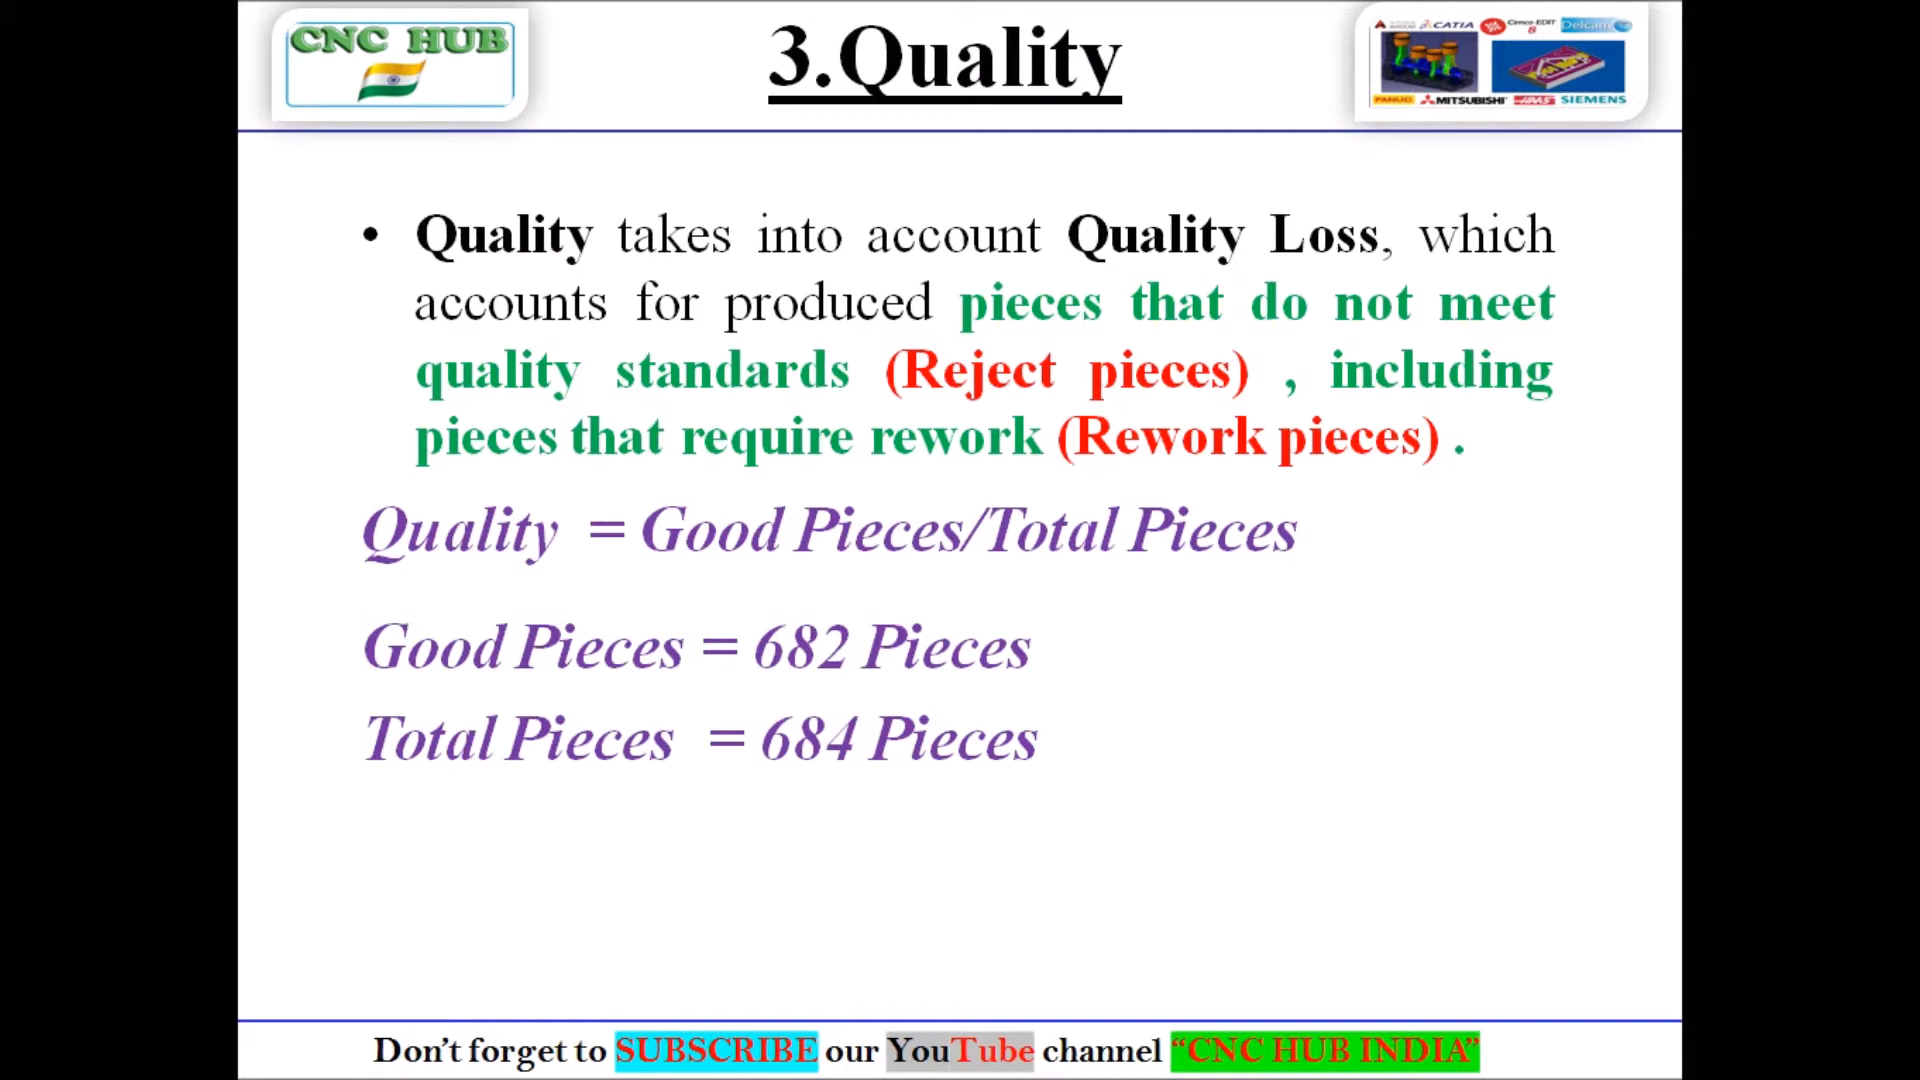 CNC HUB
3.Quality
CATIA Cimco EDIT 8 Delcam
FANUC MITSUBISHI HAAS SIEMENS
• Quality takes into account Quality Loss, which
accounts for produced pieces that do not meet
quality standards (Reject pieces) , including
pieces that require rework (Rework pieces) .
Quality = Good Pieces/Total Pieces
Good Pieces = 682 Pieces
Total Pieces = 684 Pieces
Don't forget to SUBSCRIBE our YouTube channel “CNC HUB INDIA”